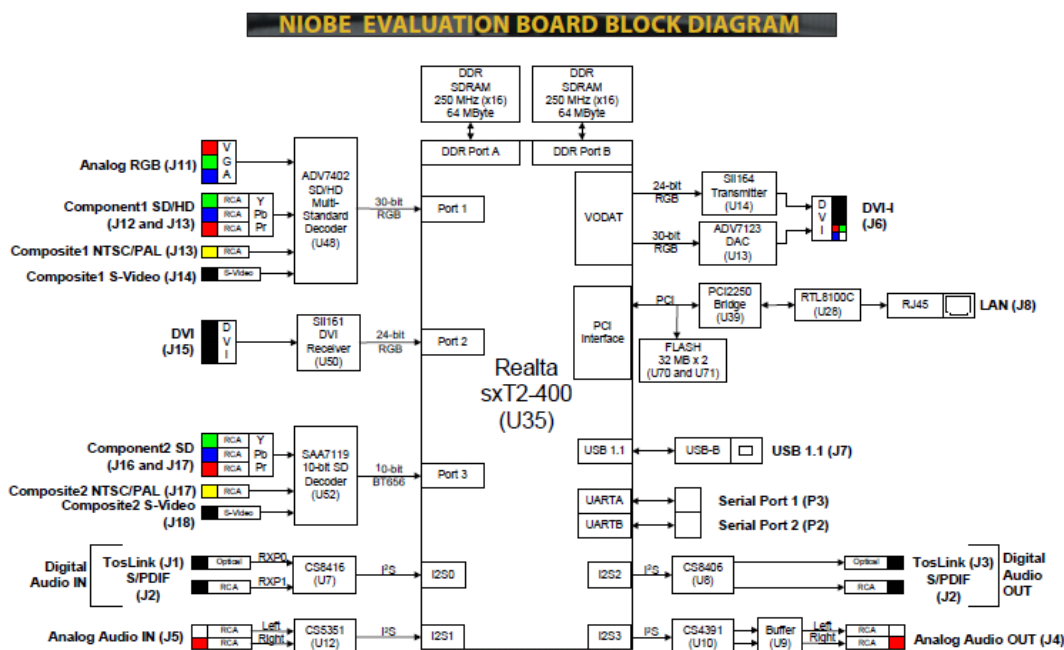 NIOBE EVALUATION BOARD BLOCK DIAGRAM
DDR
SDRAM
250 MHz (x16)
64 MByte
DDR
SDRAM
250 MHz (x16)
64 MByte
DDR Port A
DDR Port B
Analog RGB (J11)
V
G
A
Component1 SD/HD
(J12 and J13)
RCA Y
RCA Pb
RCA Pr
Composite1 NTSC/PAL (J13)
RCA
Composite1 S-Video (J14)
S-Video
ADV7402
SD/HD
Multi-
Standard
Decoder
(U48)
30-bit
RGB
Port 1
DVI
(J15)
D
V
I
SII161
DVI
Receiver
(U50)
24-bit
RGB
Port 2
Component2 SD
(J16 and J17)
RCA Y
RCA Pb
RCA Pr
Composite2 NTSC/PAL (J17)
RCA
Composite2 S-Video
(J18)
S-Video
SAA7119
10-bit SD
Decoder
(U52)
10-bit
BT656
Port 3
Digital
Audio IN
TosLink (J1)
S/PDIF
(J2)
Optical
RCA
RXP0
RXP1
CS8416
(U7)
I²S
I2S0
Analog Audio IN (J5)
RCA
RCA
Left
Right
CS5351
(U12)
I²S
I2S1
Realta
sxT2-400
(U35)
VODAT
24-bit
RGB
SII164
Transmitter
(U14)
30-bit
RGB
ADV7123
DAC
(U13)
D
V
I
DVI-I
(J6)
PCI
Interface
PCI
PCI2250
Bridge
(U39)
RTL8100C
(U28)
RJ45
LAN (J8)
FLASH
32 MB x 2
(U70 and U71)
USB 1.1
USB-B
USB 1.1 (J7)
UARTA
Serial Port 1 (P3)
UARTB
Serial Port 2 (P2)
I2S2
I²S
CS8406
(U8)
Optical
RCA
TosLink (J3)
S/PDIF
(J2)
Digital
Audio
OUT
I2S3
I²S
CS4391
(U10)
Buffer
(U9)
Left
Right
RCA
RCA
Analog Audio OUT (J4)